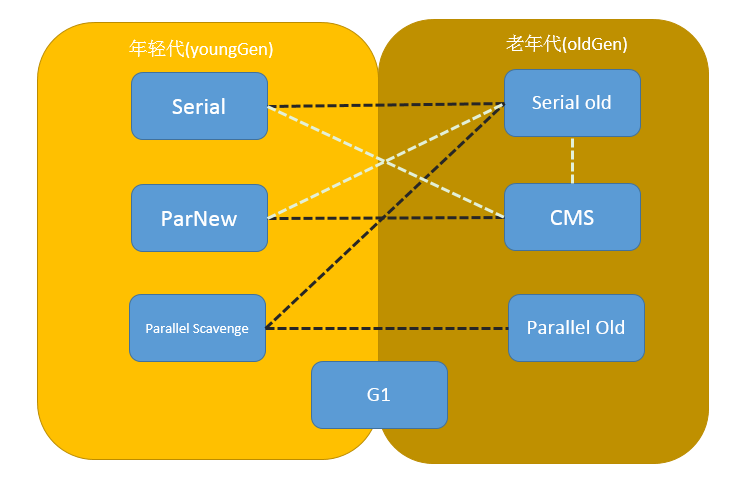 年轻代(youngGen)
老年代(oldGen)
Serial
Serial old
ParNew
CMS
Parallel Scavenge
Parallel Old
G1